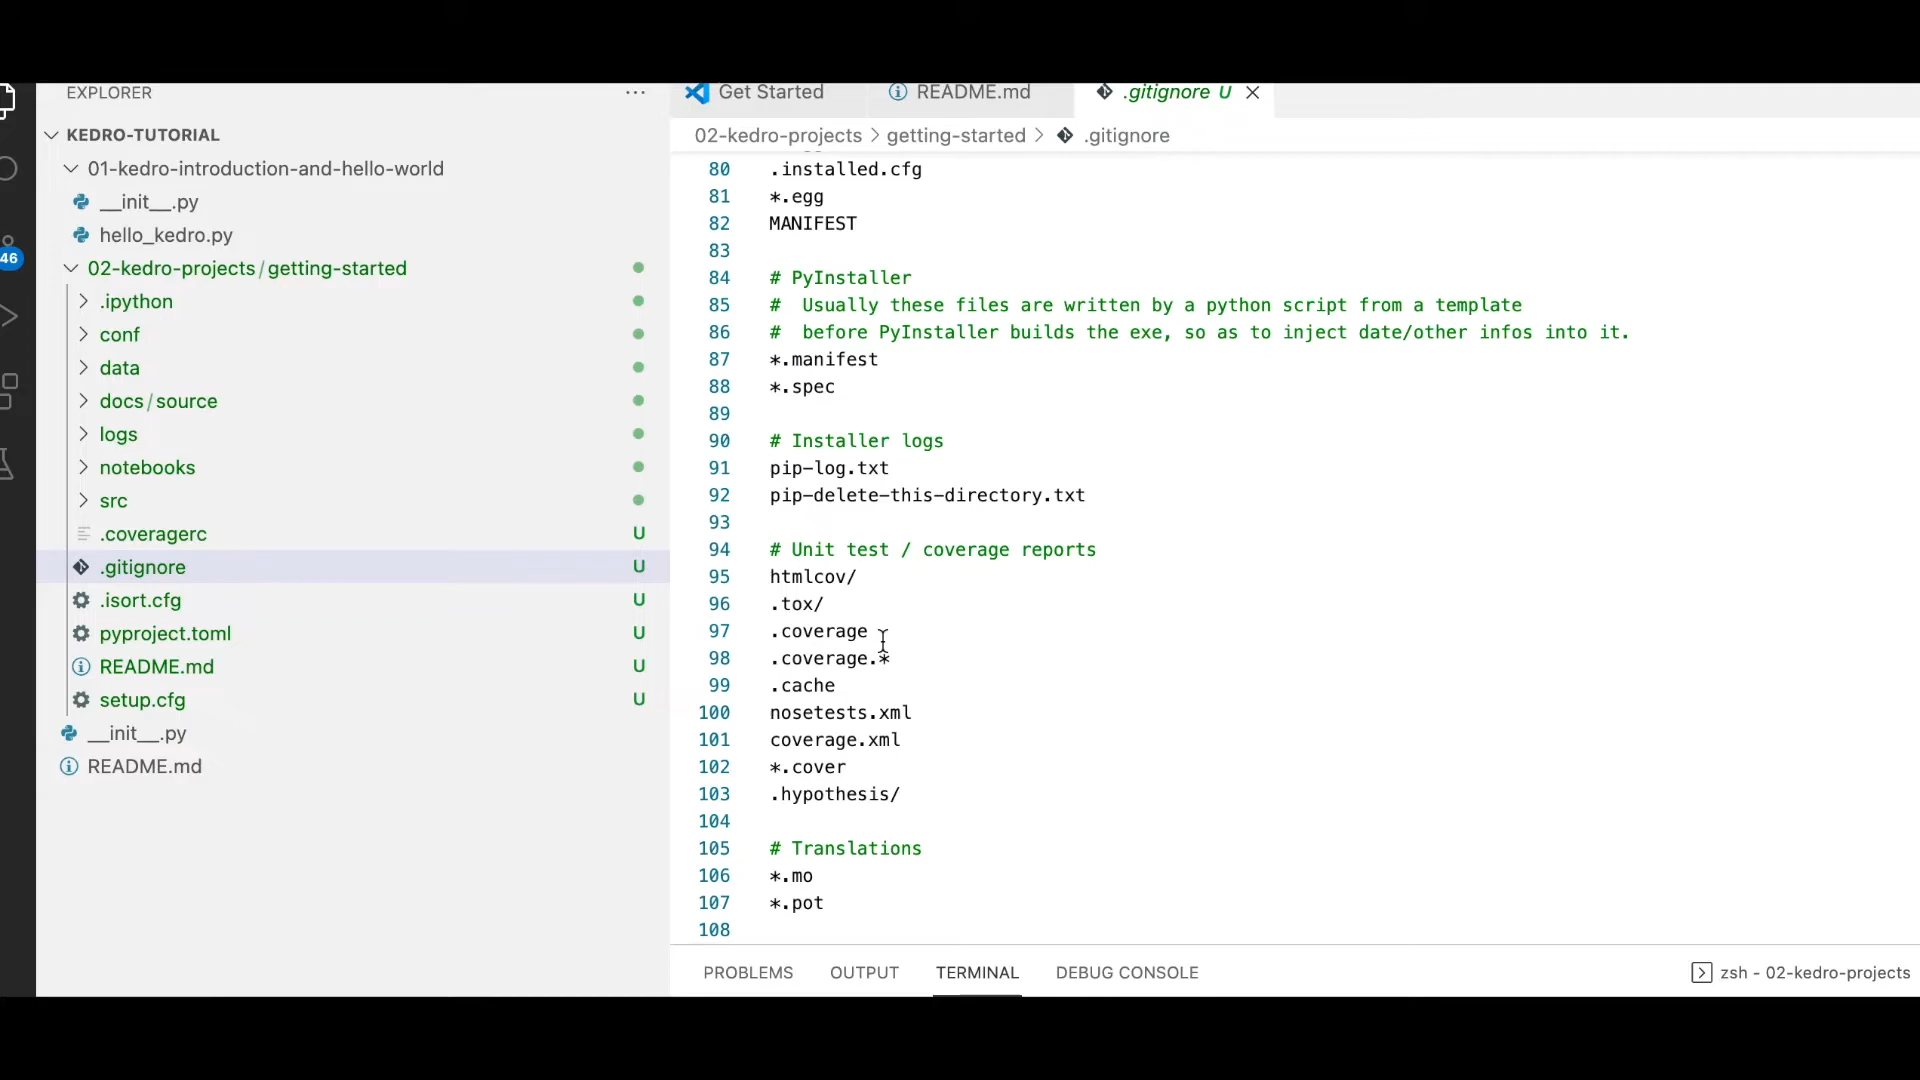 EXPLORER
KEDRO-TUTORIAL
01-kedro-introduction-and-hello-world
__init__.py
hello_kedro.py
46
02-kedro-projects/getting-started
.ipython
conf
data
docs/source
logs
notebooks
src
.coveragerc U
.gitignore U
.isort.cfg U
pyproject.toml U
README.md U
setup.cfg U
__init__.py
README.md
Get Started README.md .gitignore U
02-kedro-projects > getting-started > .gitignore
80 .installed.cfg
81 *.egg
82 MANIFEST
83
84 # PyInstaller
85 #  Usually these files are written by a python script from a template
86 #  before PyInstaller builds the exe, so as to inject date/other infos into it.
87 *.manifest
88 *.spec
89
90 # Installer logs
91 pip-log.txt
92 pip-delete-this-directory.txt
93
94 # Unit test / coverage reports
95 htmlcov/
96 .tox/
97 .coverage
98 .coverage.*
99 .cache
100 nosetests.xml
101 coverage.xml
102 *.cover
103 .hypothesis/
104
105 # Translations
106 *.mo
107 *.pot
108
PROBLEMS OUTPUT TERMINAL DEBUG CONSOLE zsh - 02-kedro-projects